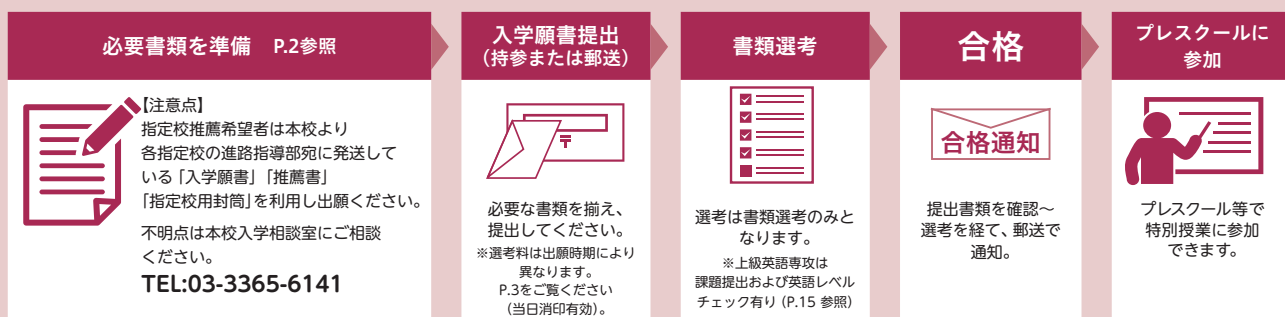 必要書類を準備 P.2参照
【注意点】
指定校推薦希望者は本校より
各指定校の進路指導部宛に発送して
いる「入学願書」「推薦書」
「指定校用封筒」を利用し出願ください。
不明点は本校入学相談室にご相談
ください。
TEL:03-3365-6141
入学願書提出
(持参または郵送)
〒
必要な書類を揃え、
提出してください。
※選考料は出願時期により
異なります。
P.3をご覧ください
(当日消印有効)。
書類選考
選考は書類選考のみと
なります。
※上級英語専攻は
課題提出および英語レベル
チェック有り(P.15 参照)
合格
合格通知
提出書類を確認~
選考を経て、郵送で
通知。
プレスクールに
参加
プレスクール等で
特別授業に参加
できます。